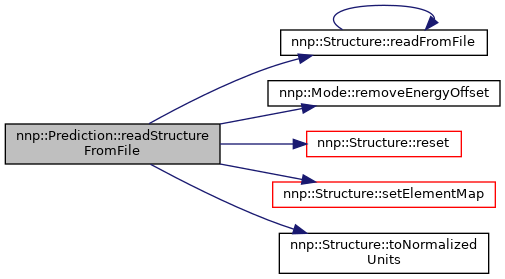 nnp::Structure::readFromFile
nnp::Mode::removeEnergyOffset
nnp::Prediction::readStructure
FromFile
nnp::Structure::reset
nnp::Structure::setElementMap
nnp::Structure::toNormalized
Units